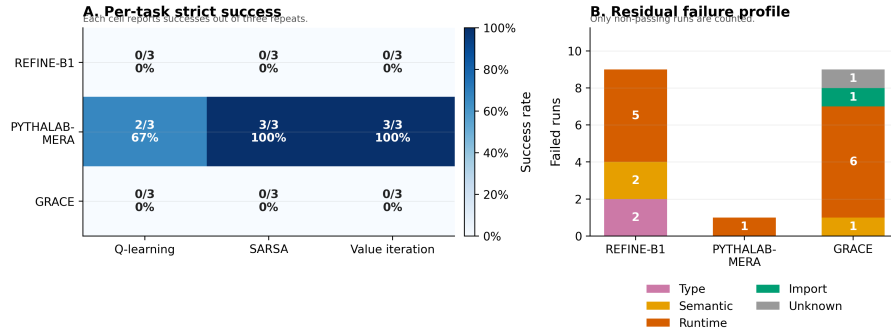 A. Per-task strict success
Each cell reports successes out of three repeats.
REFINE-B1
0/3
0%
0/3
0%
0/3
0%
PYTHALAB-
MERA
2/3
67%
3/3
100%
3/3
100%
GRACE
0/3
0%
0/3
0%
0/3
0%
Q-learning
SARSA
Value iteration
100%
80%
60%
40%
20%
0%
Success rate
B. Residual failure profile
Only non-passing runs are counted.
Failed runs
10
8
6
4
2
0
5
2
2
1
1
1
6
1
REFINE-B1
PYTHALAB-
MERA
GRACE
Type
Semantic
Runtime
Import
Unknown